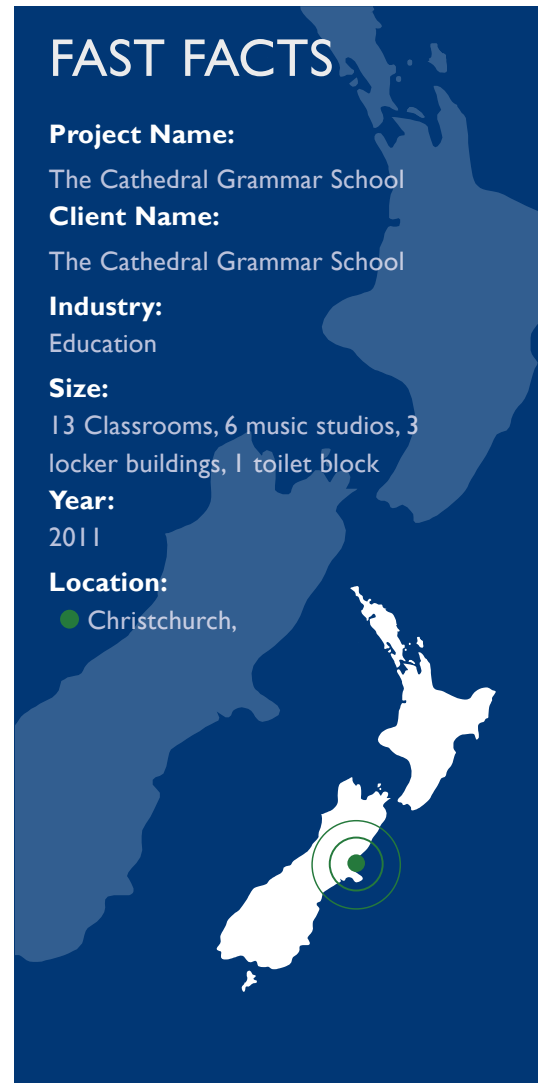 FAST FACTS
Project Name:
The Cathedral Grammar School
Client Name:
The Cathedral Grammar School
Industry:
Education
Size:
13 Classrooms, 6 music studios, 3
locker buildings, 1 toilet block
Year:
2011
Location:
Christchurch,